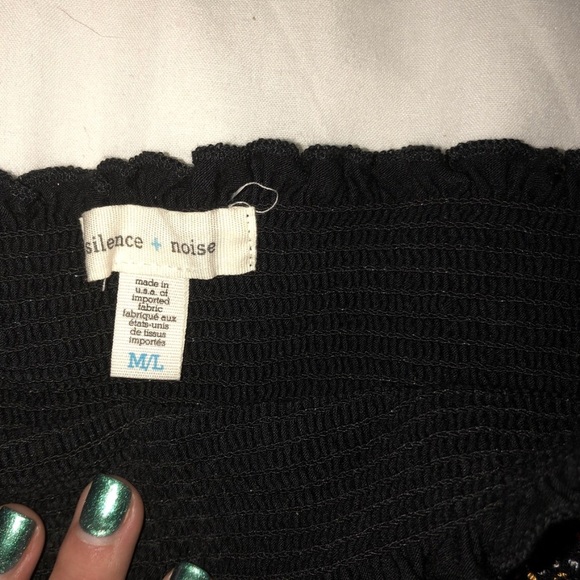 silence + noise
made in
u.s.a. of
imported
fabric
fabriqué aux
états-unis
de tissus
importés
M/L